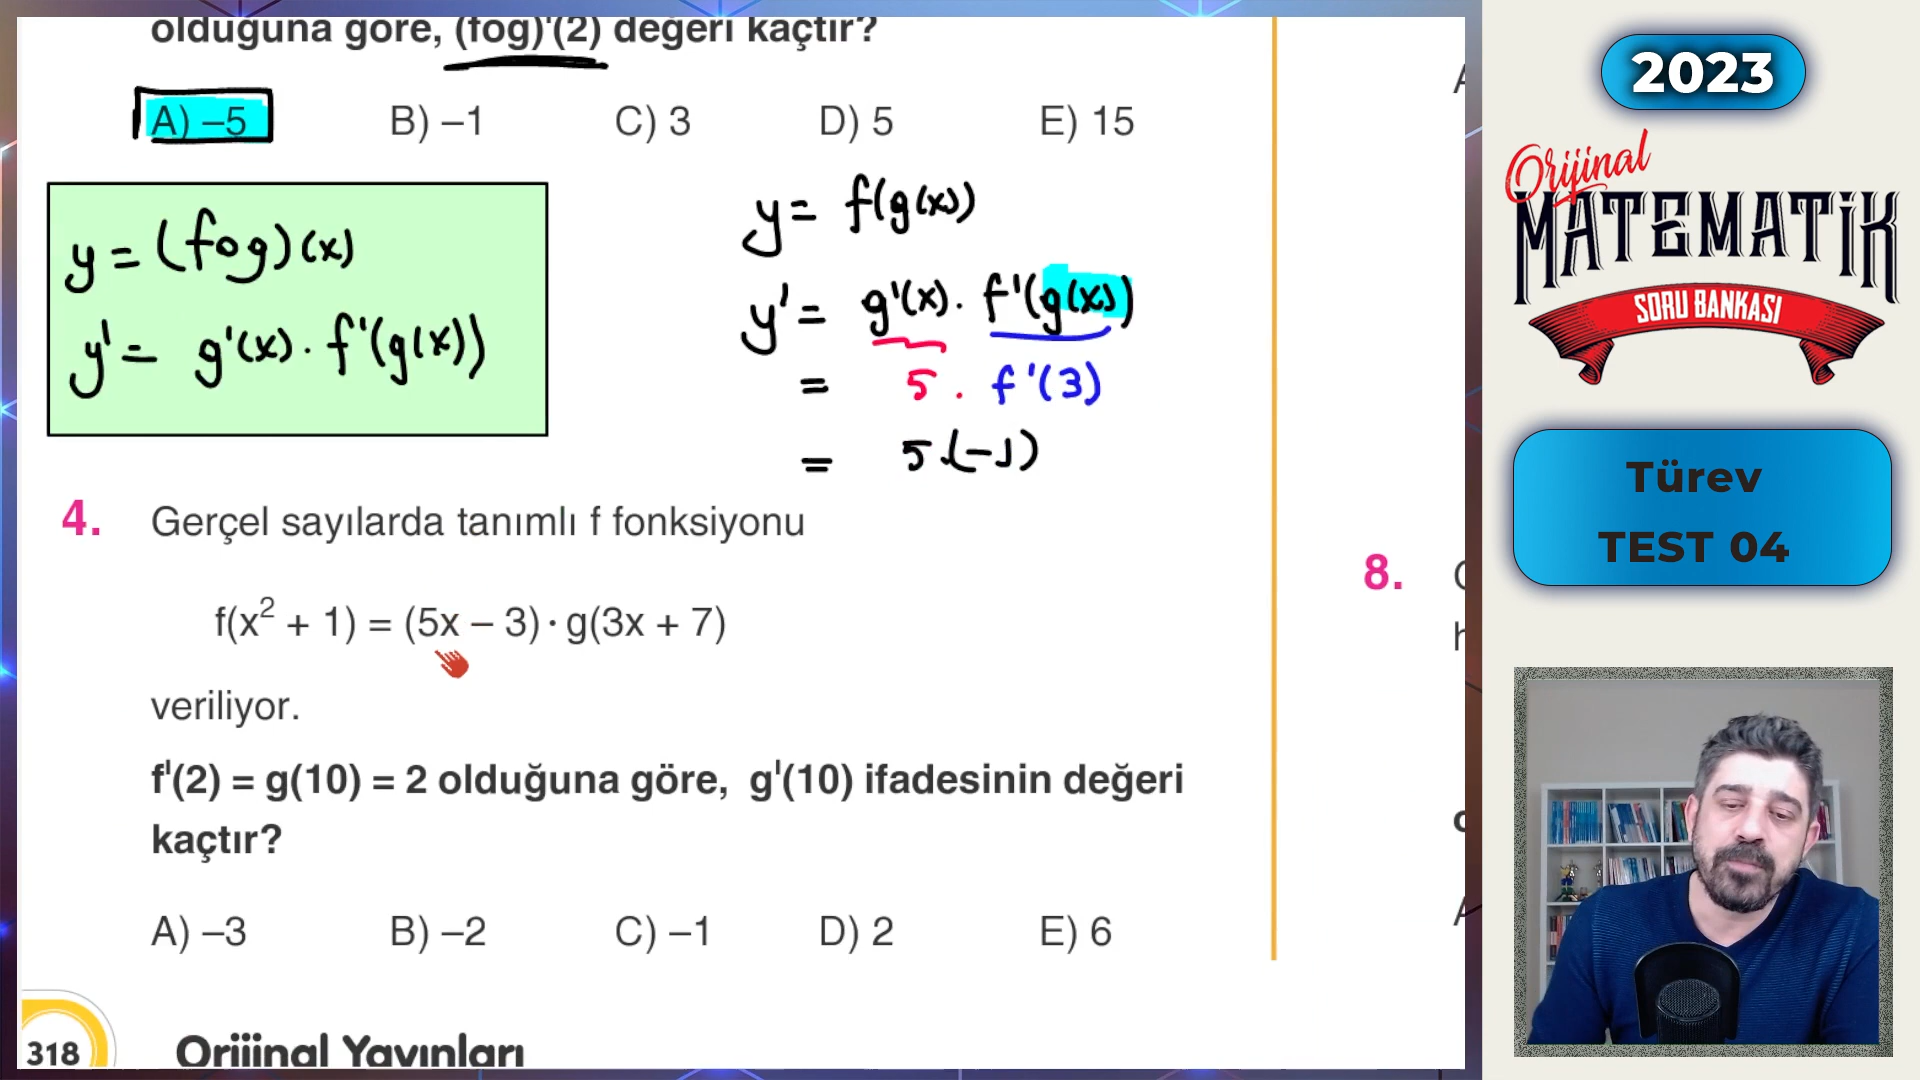 olduğuna göre, (fog)'(2) değeri kaçtır?
A) –5 B) –1 C) 3 D) 5 E) 15
y = (fog)(x)
y' = g'(x) . f'(g(x))
y = f(g(x))
y' = g'(x) . f'(g(x))
= 5 . f'(3)
= 5.(-1)
4. Gerçel sayılarda tanımlı f fonksiyonu
f(x² + 1) = (5x – 3) · g(3x + 7)
veriliyor.
f'(2) = g(10) = 2 olduğuna göre, g'(10) ifadesinin değeri
kaçtır?
A) –3 B) –2 C) –1 D) 2 E) 6
318 Orijinal Yayınları
8.
2023
Orijinal
MATEMATİK
SORU BANKASI
Türev
TEST 04